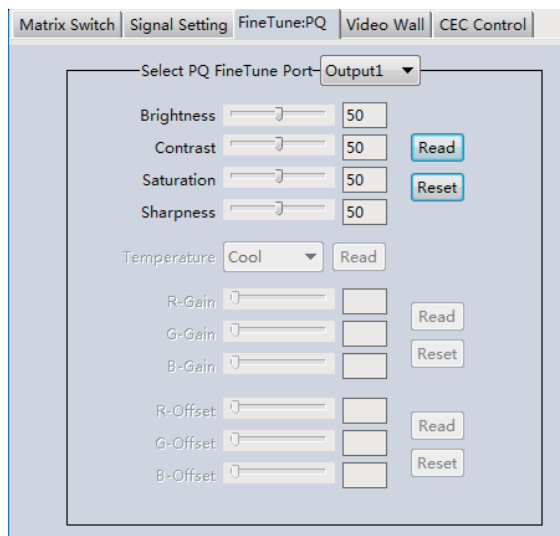 Matrix Switch Signal Setting FineTune:PQ Video Wall CEC Control
Select PQ FineTune Port Output1
Brightness 50
Contrast 50 Read
Saturation 50 Reset
Sharpness 50
Temperature Cool Read
R-Gain
Read
G-Gain
Reset
B-Gain
R-Offset
Read
G-Offset
Reset
B-Offset